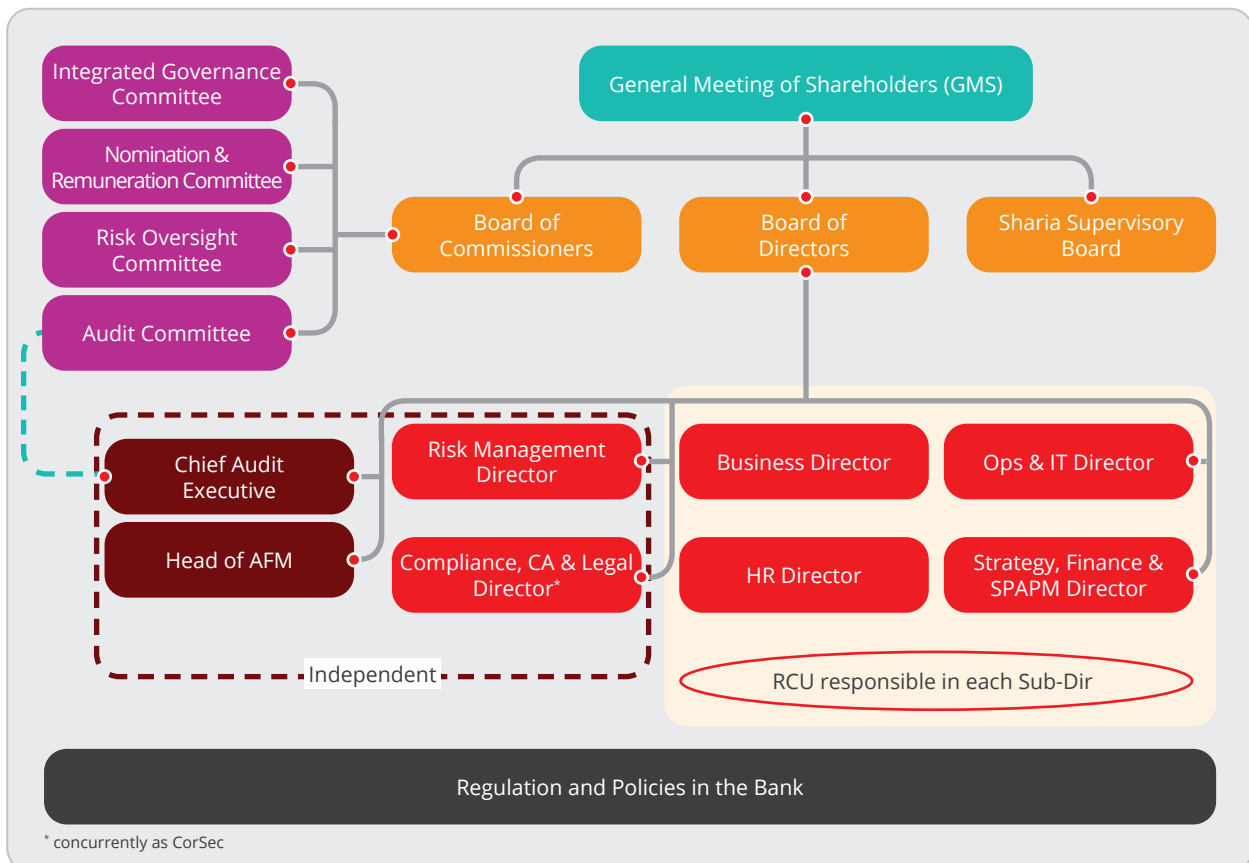 Integrated Governance
Committee
General Meeting of Shareholders (GMS)
Nomination &
Remuneration Committee
Risk Oversight
Committee
Audit Committee
Board of
Commissioners
Board of
Directors
Sharia Supervisory
Board
Chief Audit
Executive
Head of AFM
Risk Management
Director
Compliance, CA & Legal
Director*
Independent
Business Director
Ops & IT Director
HR Director
Strategy, Finance &
SPAPM Director
RCU responsible in each Sub-Dir
Regulation and Policies in the Bank
* concurrently as CorSec